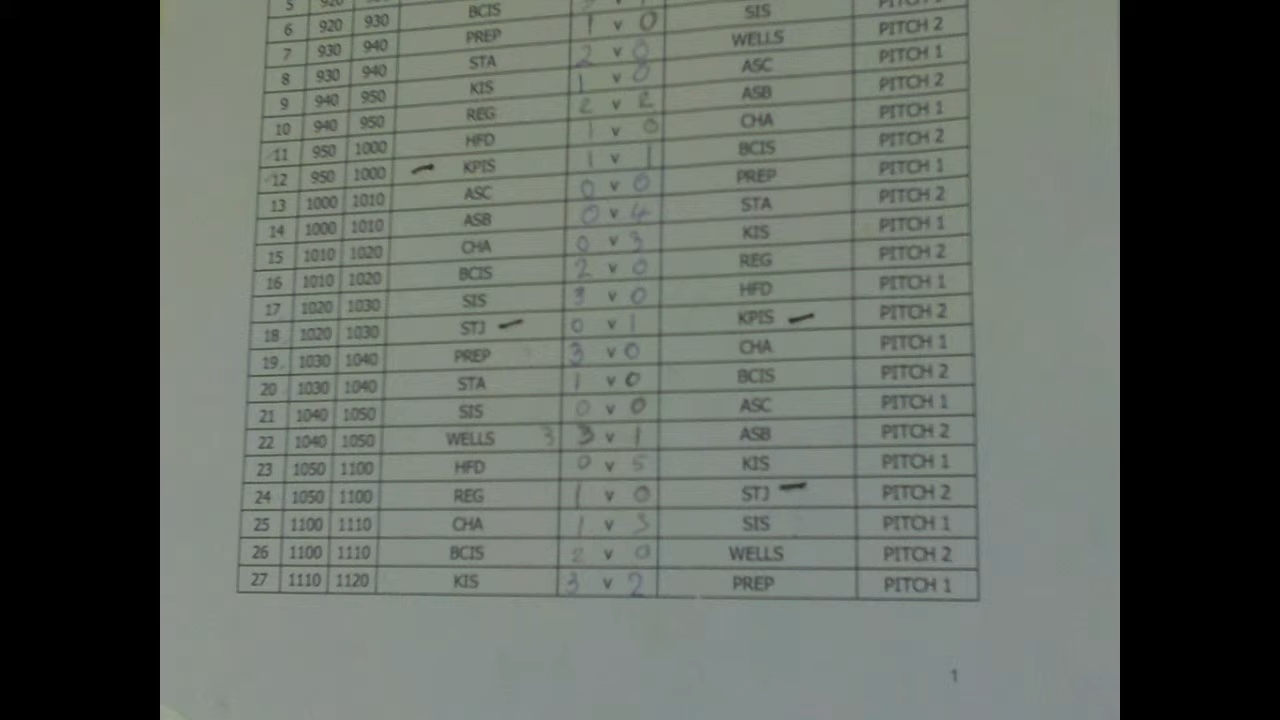 5 920
6 920 930 BCIS
7 930 940 PREP 1 v 0 SIS PITCH 1
8 930 940 STA 2 v 0 WELLS PITCH 2
9 940 950 KIS 1 v 0 ASC PITCH 1
10 940 950 REG 2 v 2 ASB PITCH 2
11 950 1000 HFD 1 v 0 CHA PITCH 1
12 950 1000 KPIS 1 v 1 BCIS PITCH 2
13 1000 1010 ASC 0 v 0 PREP PITCH 1
14 1000 1010 ASB 0 v 4 STA PITCH 2
15 1010 1020 CHA 0 v 3 KIS PITCH 1
16 1010 1020 BCIS 2 v 0 REG PITCH 2
17 1020 1030 SIS 3 v 0 HFD PITCH 1
18 1020 1030 STJ 0 v 1 KPIS PITCH 2
19 1030 1040 PREP 3 v 0 CHA PITCH 1
20 1030 1040 STA 1 v 0 BCIS PITCH 2
21 1040 1050 SIS 0 v 0 ASC PITCH 1
22 1040 1050 WELLS 3 3 v 1 ASB PITCH 2
23 1050 1100 HFD 0 v 5 KIS PITCH 1
24 1050 1100 REG 1 v 0 STJ PITCH 2
25 1100 1110 CHA 1 v 3 SIS PITCH 1
26 1100 1110 BCIS 2 v 0 WELLS PITCH 2
27 1110 1120 KIS 3 v 2 PREP PITCH 1
1